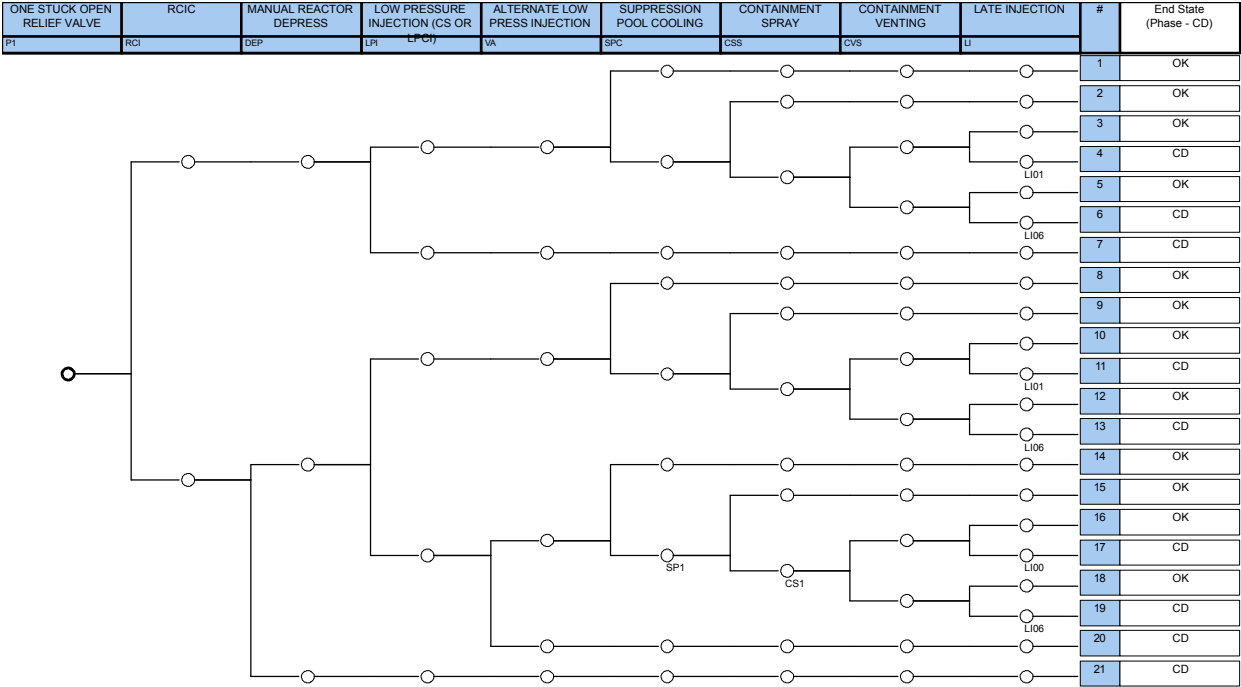 ONE STUCK OPEN
RELIEF VALVE
RCIC
MANUAL REACTOR
DEPRESS
LOW PRESSURE
INJECTION (CS OR
LPCI)
ALTERNATE LOW
PRESS INJECTION
SUPPRESSION
POOL COOLING
CONTAINMENT
SPRAY
CONTAINMENT
VENTING
LATE INJECTION
#
End State
(Phase - CD)
P1
RCI
DEP
LPI
VA
SPC
CSS
CVS
LI
1 OK
2 OK
3 OK
4 CD
LI01
5 OK
6 CD
LI06
7 CD
8 OK
9 OK
10 OK
11 CD
LI01
12 OK
13 CD
LI06
14 OK
15 OK
16 OK
17 CD
SP1
LI00
CS1
18 OK
19 CD
LI06
20 CD
21 CD